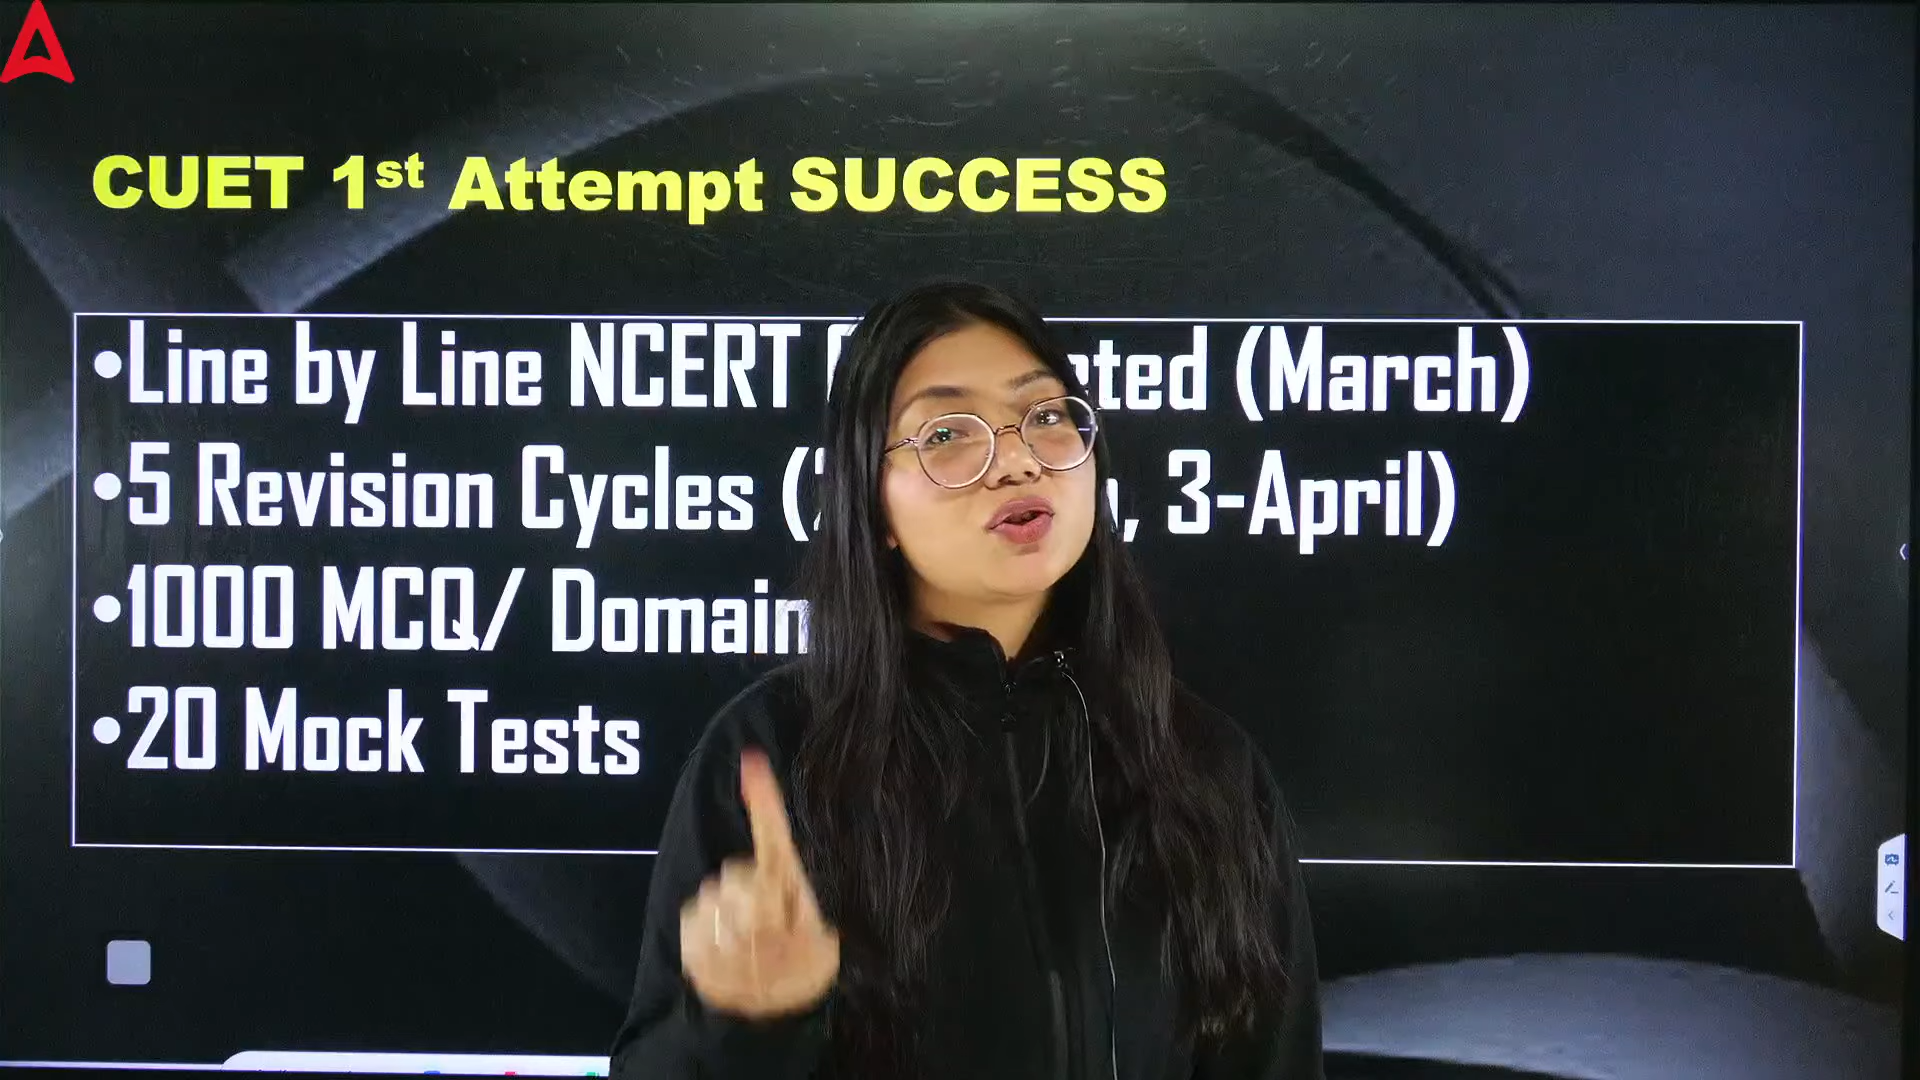 CUET 1st Attempt SUCCESS
•Line by Line NCERT (March)
•5 Revision Cycles ( , 3-April)
•1000 MCQ/ Domain
•20 Mock Tests